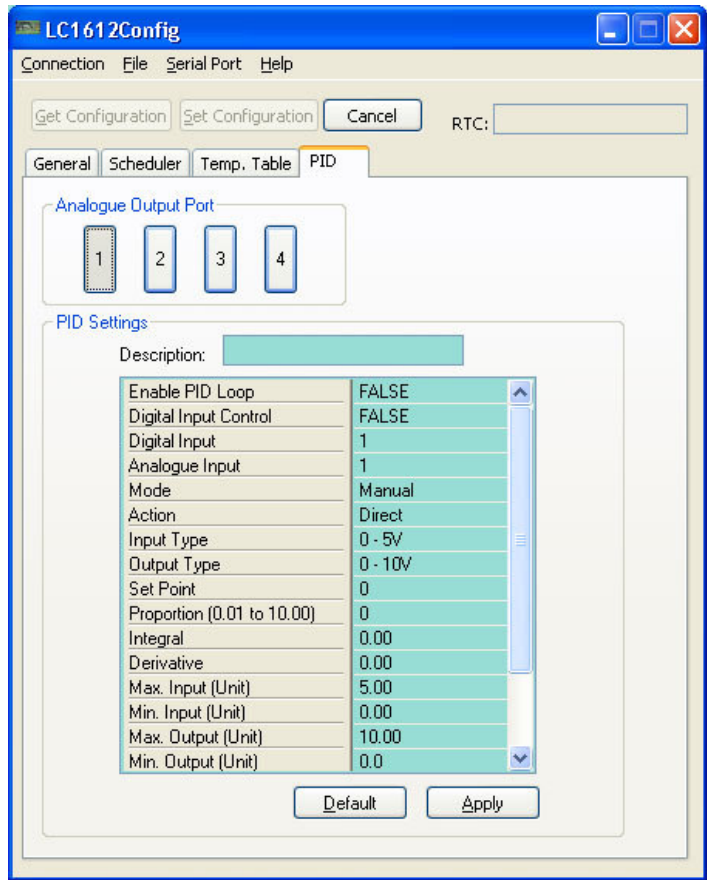 LC1612Config
Connection File Serial Port Help
Get Configuration Set Configuration Cancel RTC:
General Scheduler Temp. Table PID
Analogue Output Port
1 2 3 4
PID Settings
Description:
Enable PID Loop FALSE
Digital Input Control FALSE
Digital Input 1
Analogue Input 1
Mode Manual
Action Direct
Input Type 0 - 5V
Output Type 0 - 10V
Set Point 0
Proportion (0.01 to 10.00) 0
Integral 0.00
Derivative 0.00
Max. Input (Unit) 5.00
Min. Input (Unit) 0.00
Max. Output (Unit) 10.00
Min. Output (Unit) 0.0
Default Apply